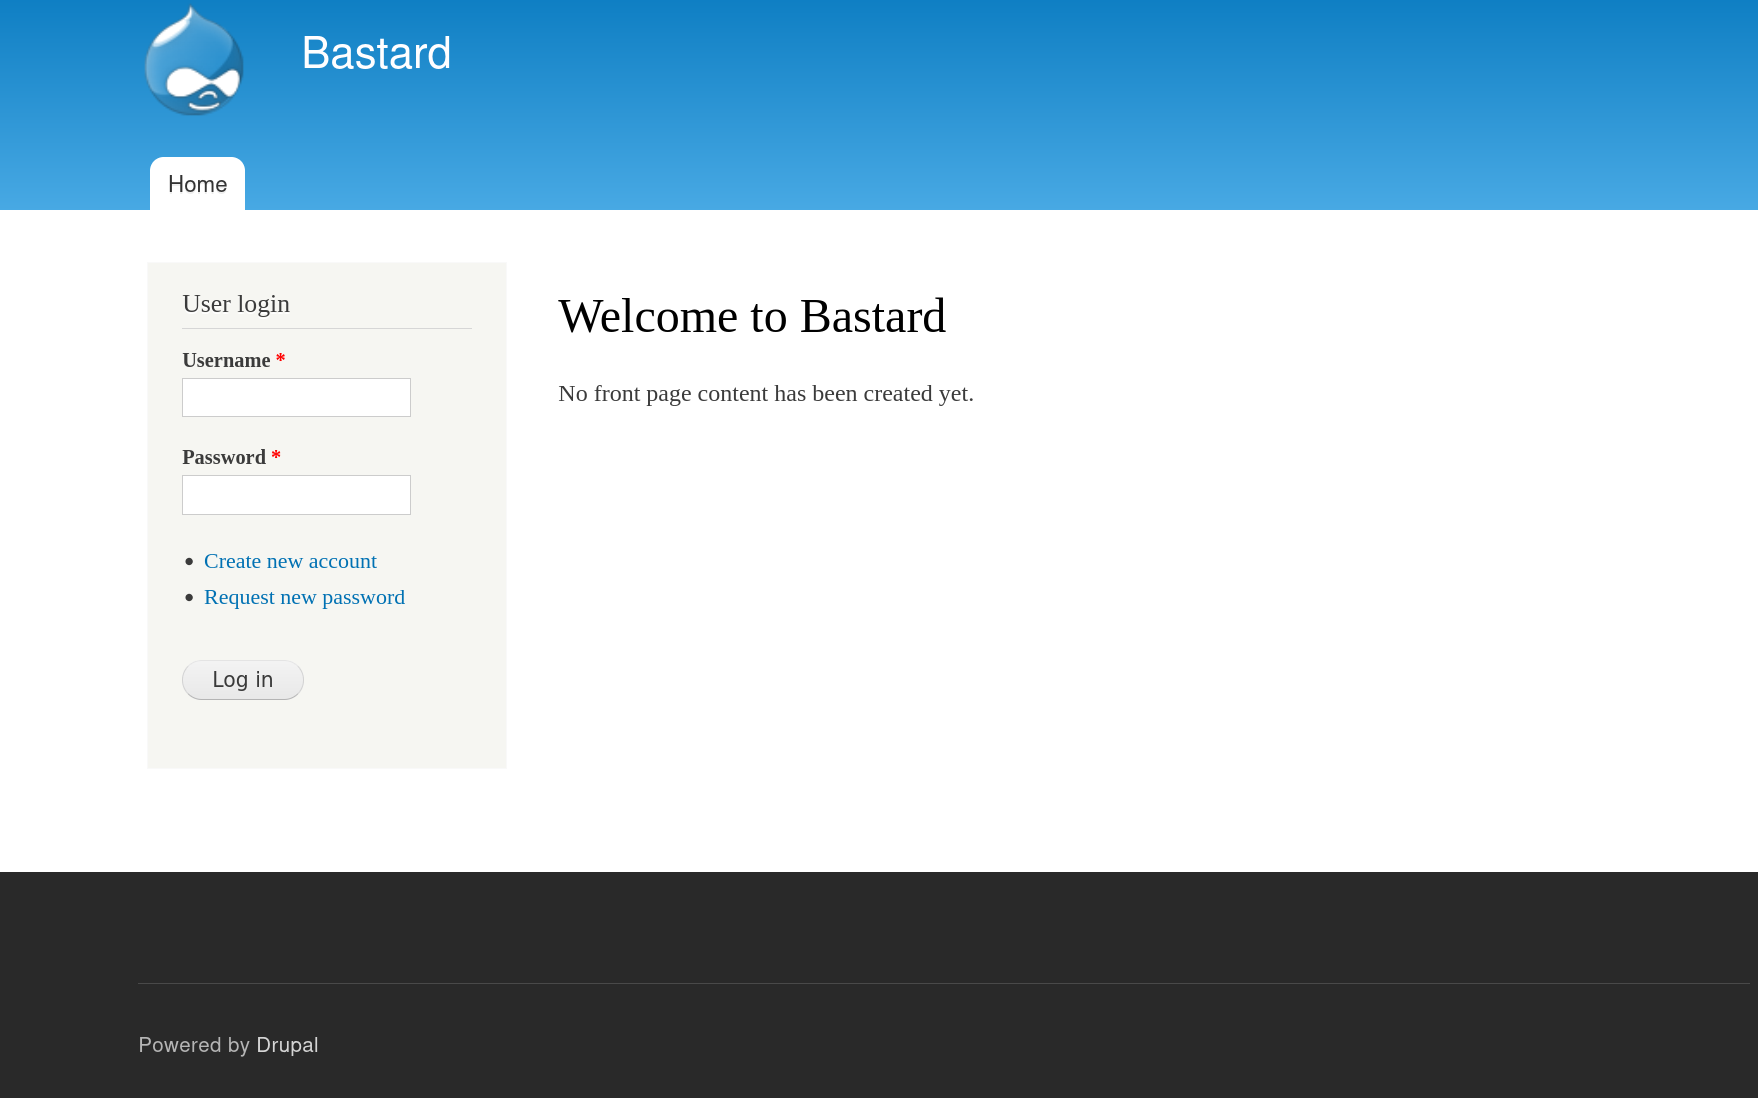 Bastard
Home
User login
Username *
Password *
Create new account
Request new password
Log in
Welcome to Bastard
No front page content has been created yet.
Powered by Drupal